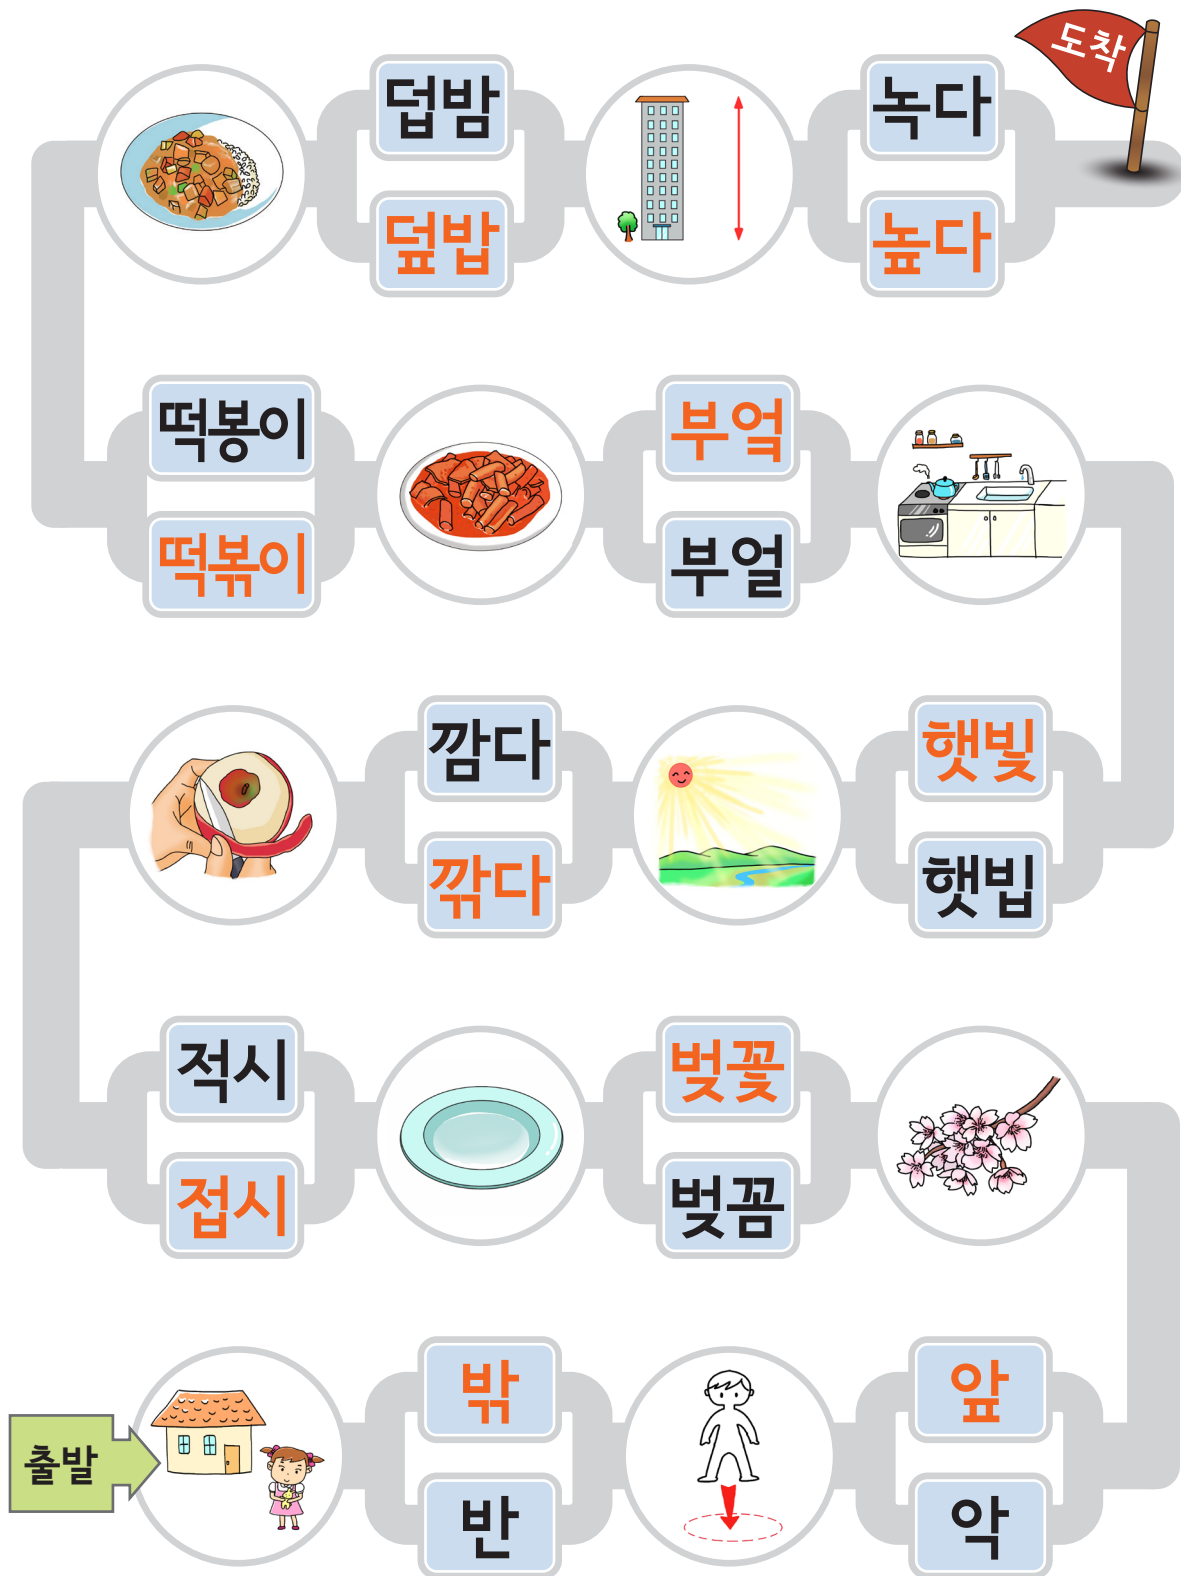 도착
덥밤
녹다
덮밥
높다
떡봉이
부엌
떡볶이
부얼
깜다
햇빛
깎다
햇빕
적시
벚꽃
접시
벚꼼
밖
앞
출발
반
악